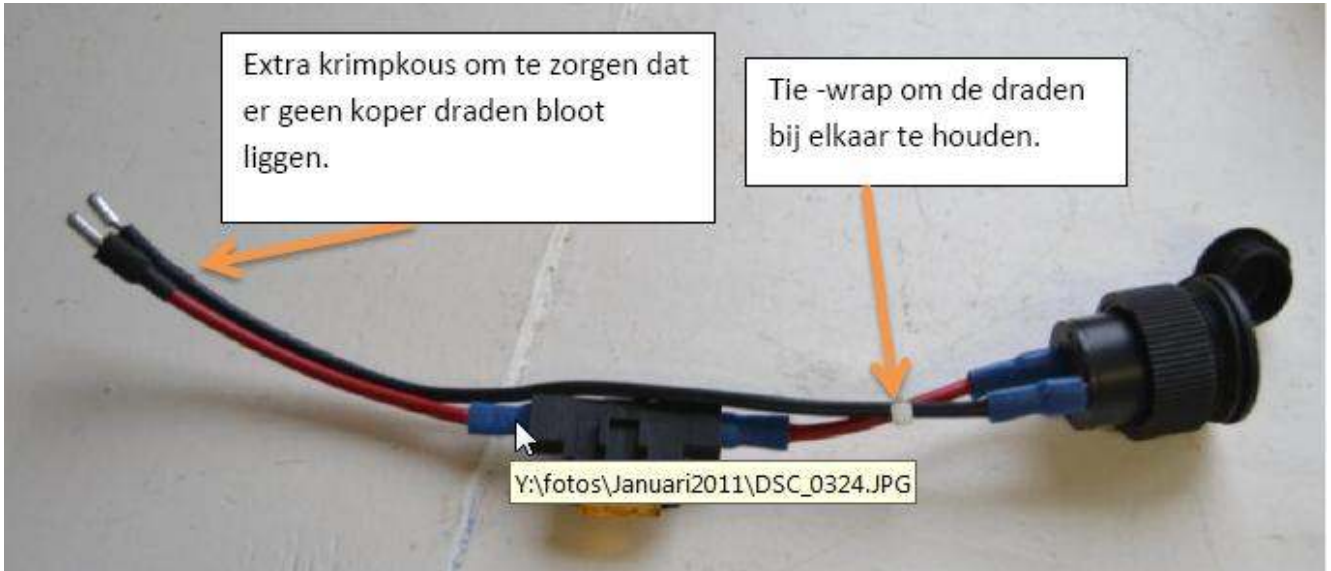 Extra krimpkous om te zorgen dat
er geen koper draden bloot
liggen.
Tie -wrap om de draden
bij elkaar te houden.
Y:\fotos\Januari2011\DSC_0324.JPG